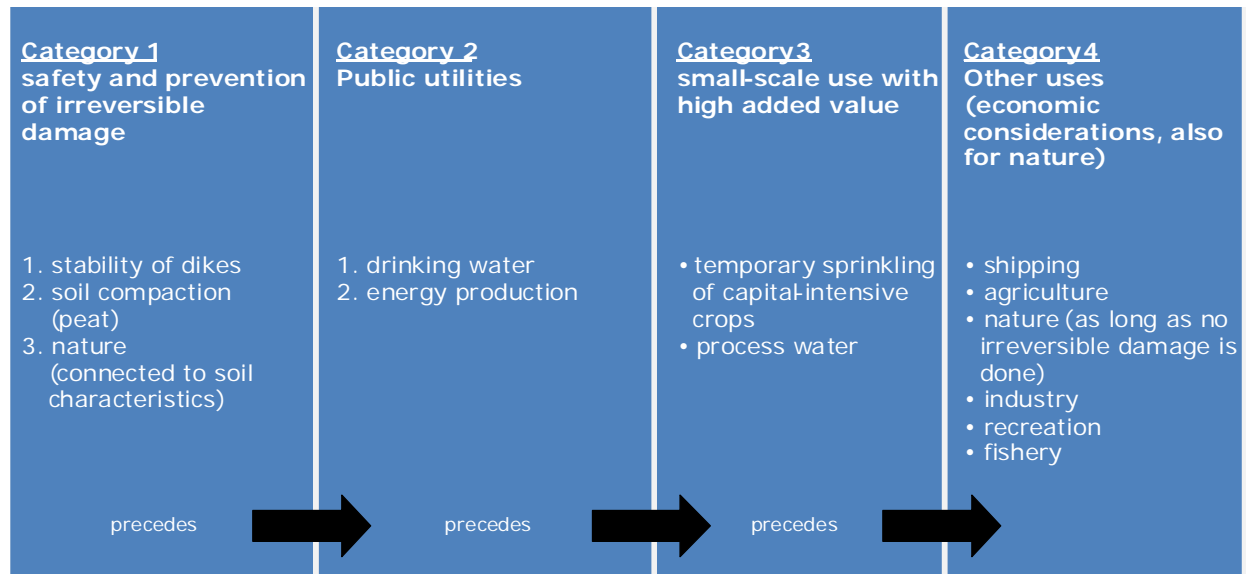 Category 1
safety and prevention
of irreversible
damage
1. stability of dikes
2. soil compaction
(peat)
3. nature
(connected to soil
characteristics)
precedes
Category 2
Public utilities
1. drinking water
2. energy production
precedes
Category3
small-scale use with
high added value
• temporary sprinkling
of capital-intensive
crops
• process water
precedes
Category4
Other uses
(economic
considerations, also
for nature)
• shipping
• agriculture
• nature (as long as no
irreversible damage is
done)
• industry
• recreation
• fishery